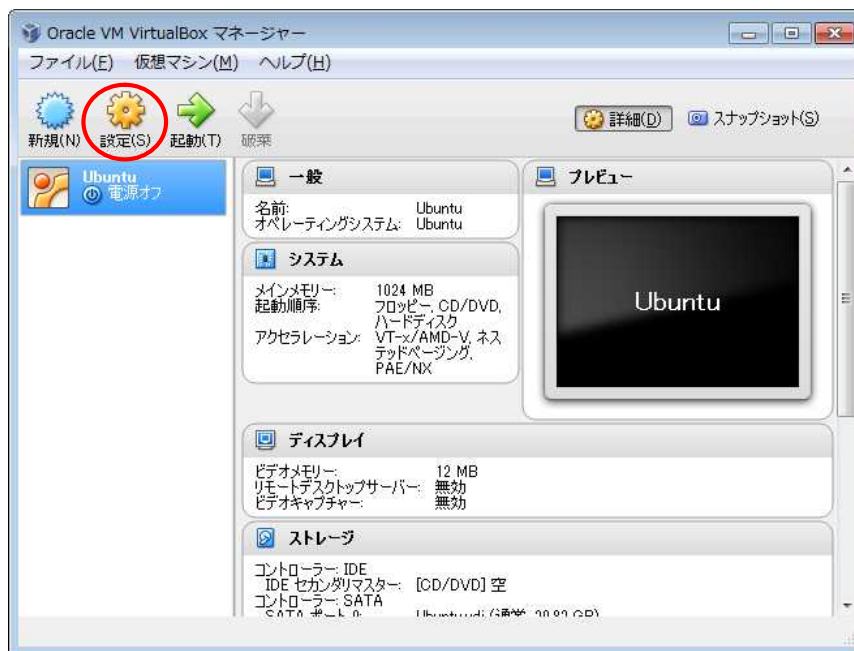 Oracle VM VirtualBox マネージャー
ファイル(F) 仮想マシン(M) ヘルプ(H)
新規(N) 設定(S) 起動(T) 破棄 詳細(D) スナップショット(S)
Ubuntu
電源オフ
一般
名前: Ubuntu
オペレーティングシステム: Ubuntu
システム
メインメモリー: 1024 MB
起動順序: フロッピー, CD/DVD,
ハードディスク
アクセラレーション: VT-x/AMD-V, ネス
テッドページング,
PAE/NX
プレビュー
Ubuntu
ディスプレイ
ビデオメモリー: 12 MB
リモートデスクトップサーバー: 無効
ビデオキャプチャー: 無効
ストレージ
コントローラー: IDE
IDE セカンダリマスター: [CD/DVD] 空
コントローラー: SATA
SATA ポート 0: Ubuntu.vdi (通常,